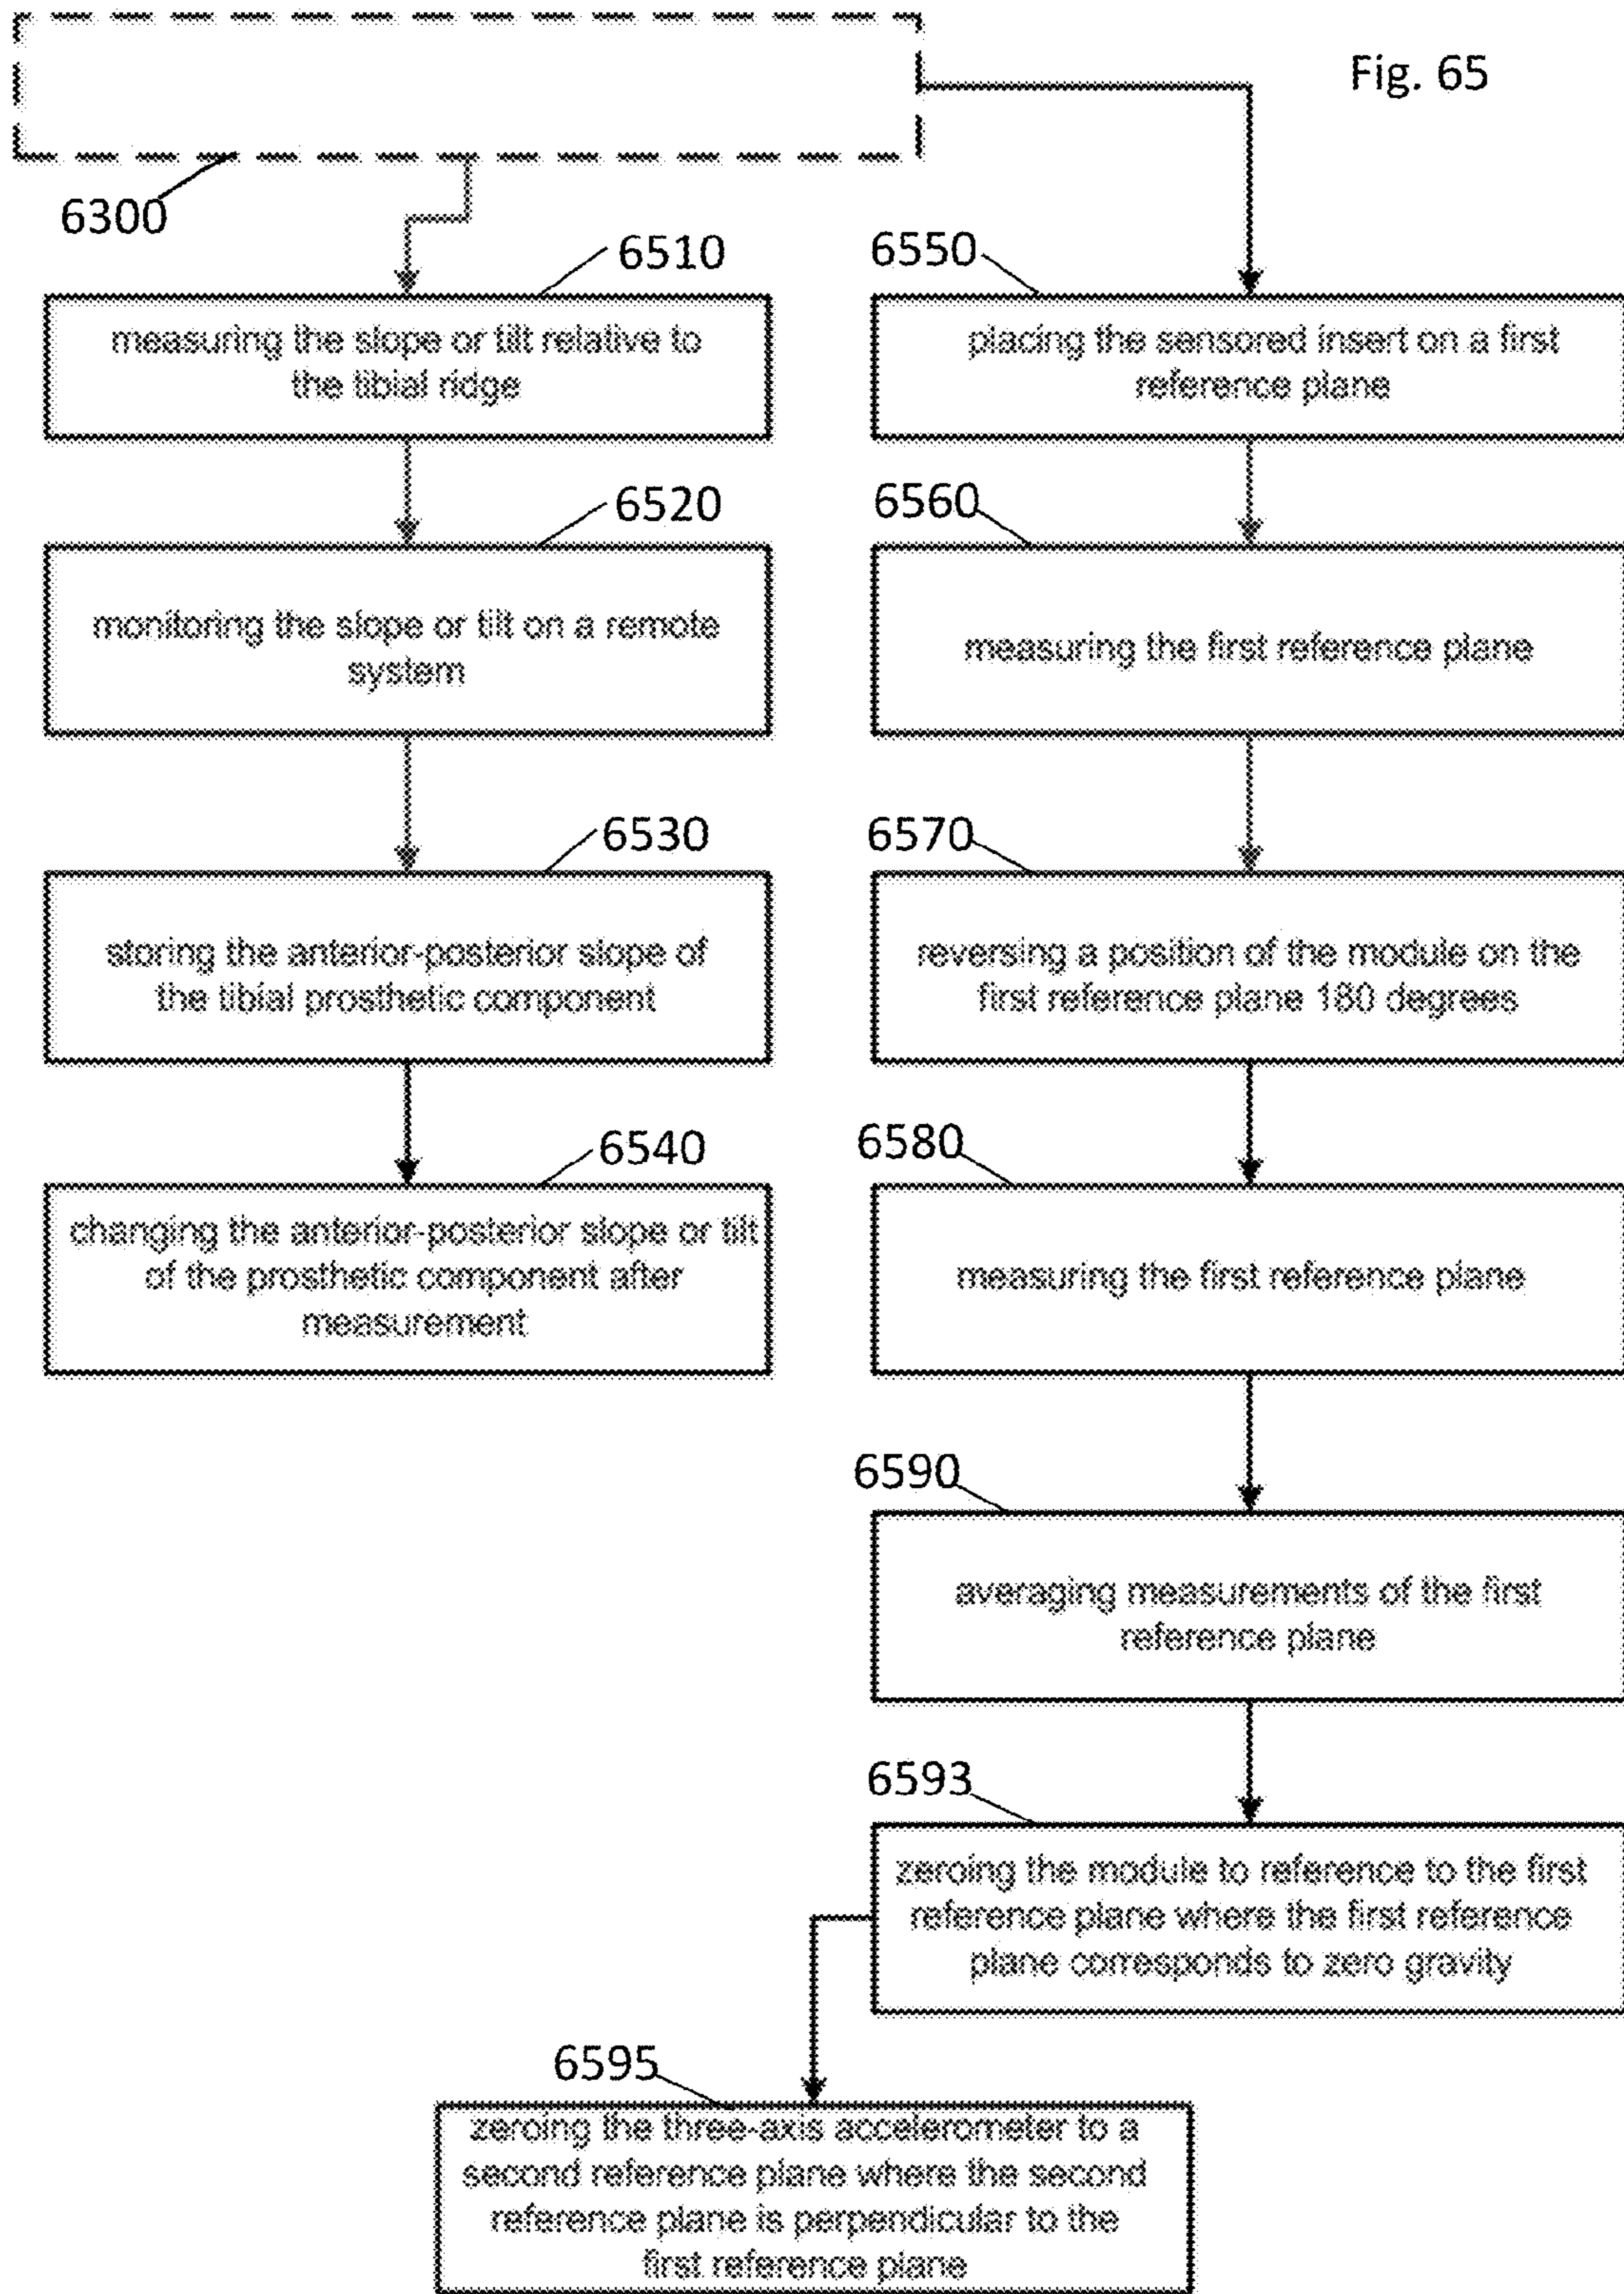 Fig. 65
6300
6510
measuring the slope or tilt relative to
the tibial ridge
6520
monitoring the slope or tilt on a remote
system
6530
storing the anterior-posterior slope of
the tibial prosthetic component
6540
changing the anterior-posterior slope or tilt
of the prosthetic component after
measurement
6550
placing the sensored insert on a first
reference plane
6560
measuring the first reference plane
6570
reversing a position of the module on the
first reference plane 180 degrees
6580
measuring the first reference plane
6590
averaging measurements of the first
reference plane
6593
zeroing the module to reference to the first
reference plane where the first reference
plane corresponds to zero gravity
6595
zeroing the three-axis accelerometer to a
second reference plane where the second
reference plane is perpendicular to the
first reference plane